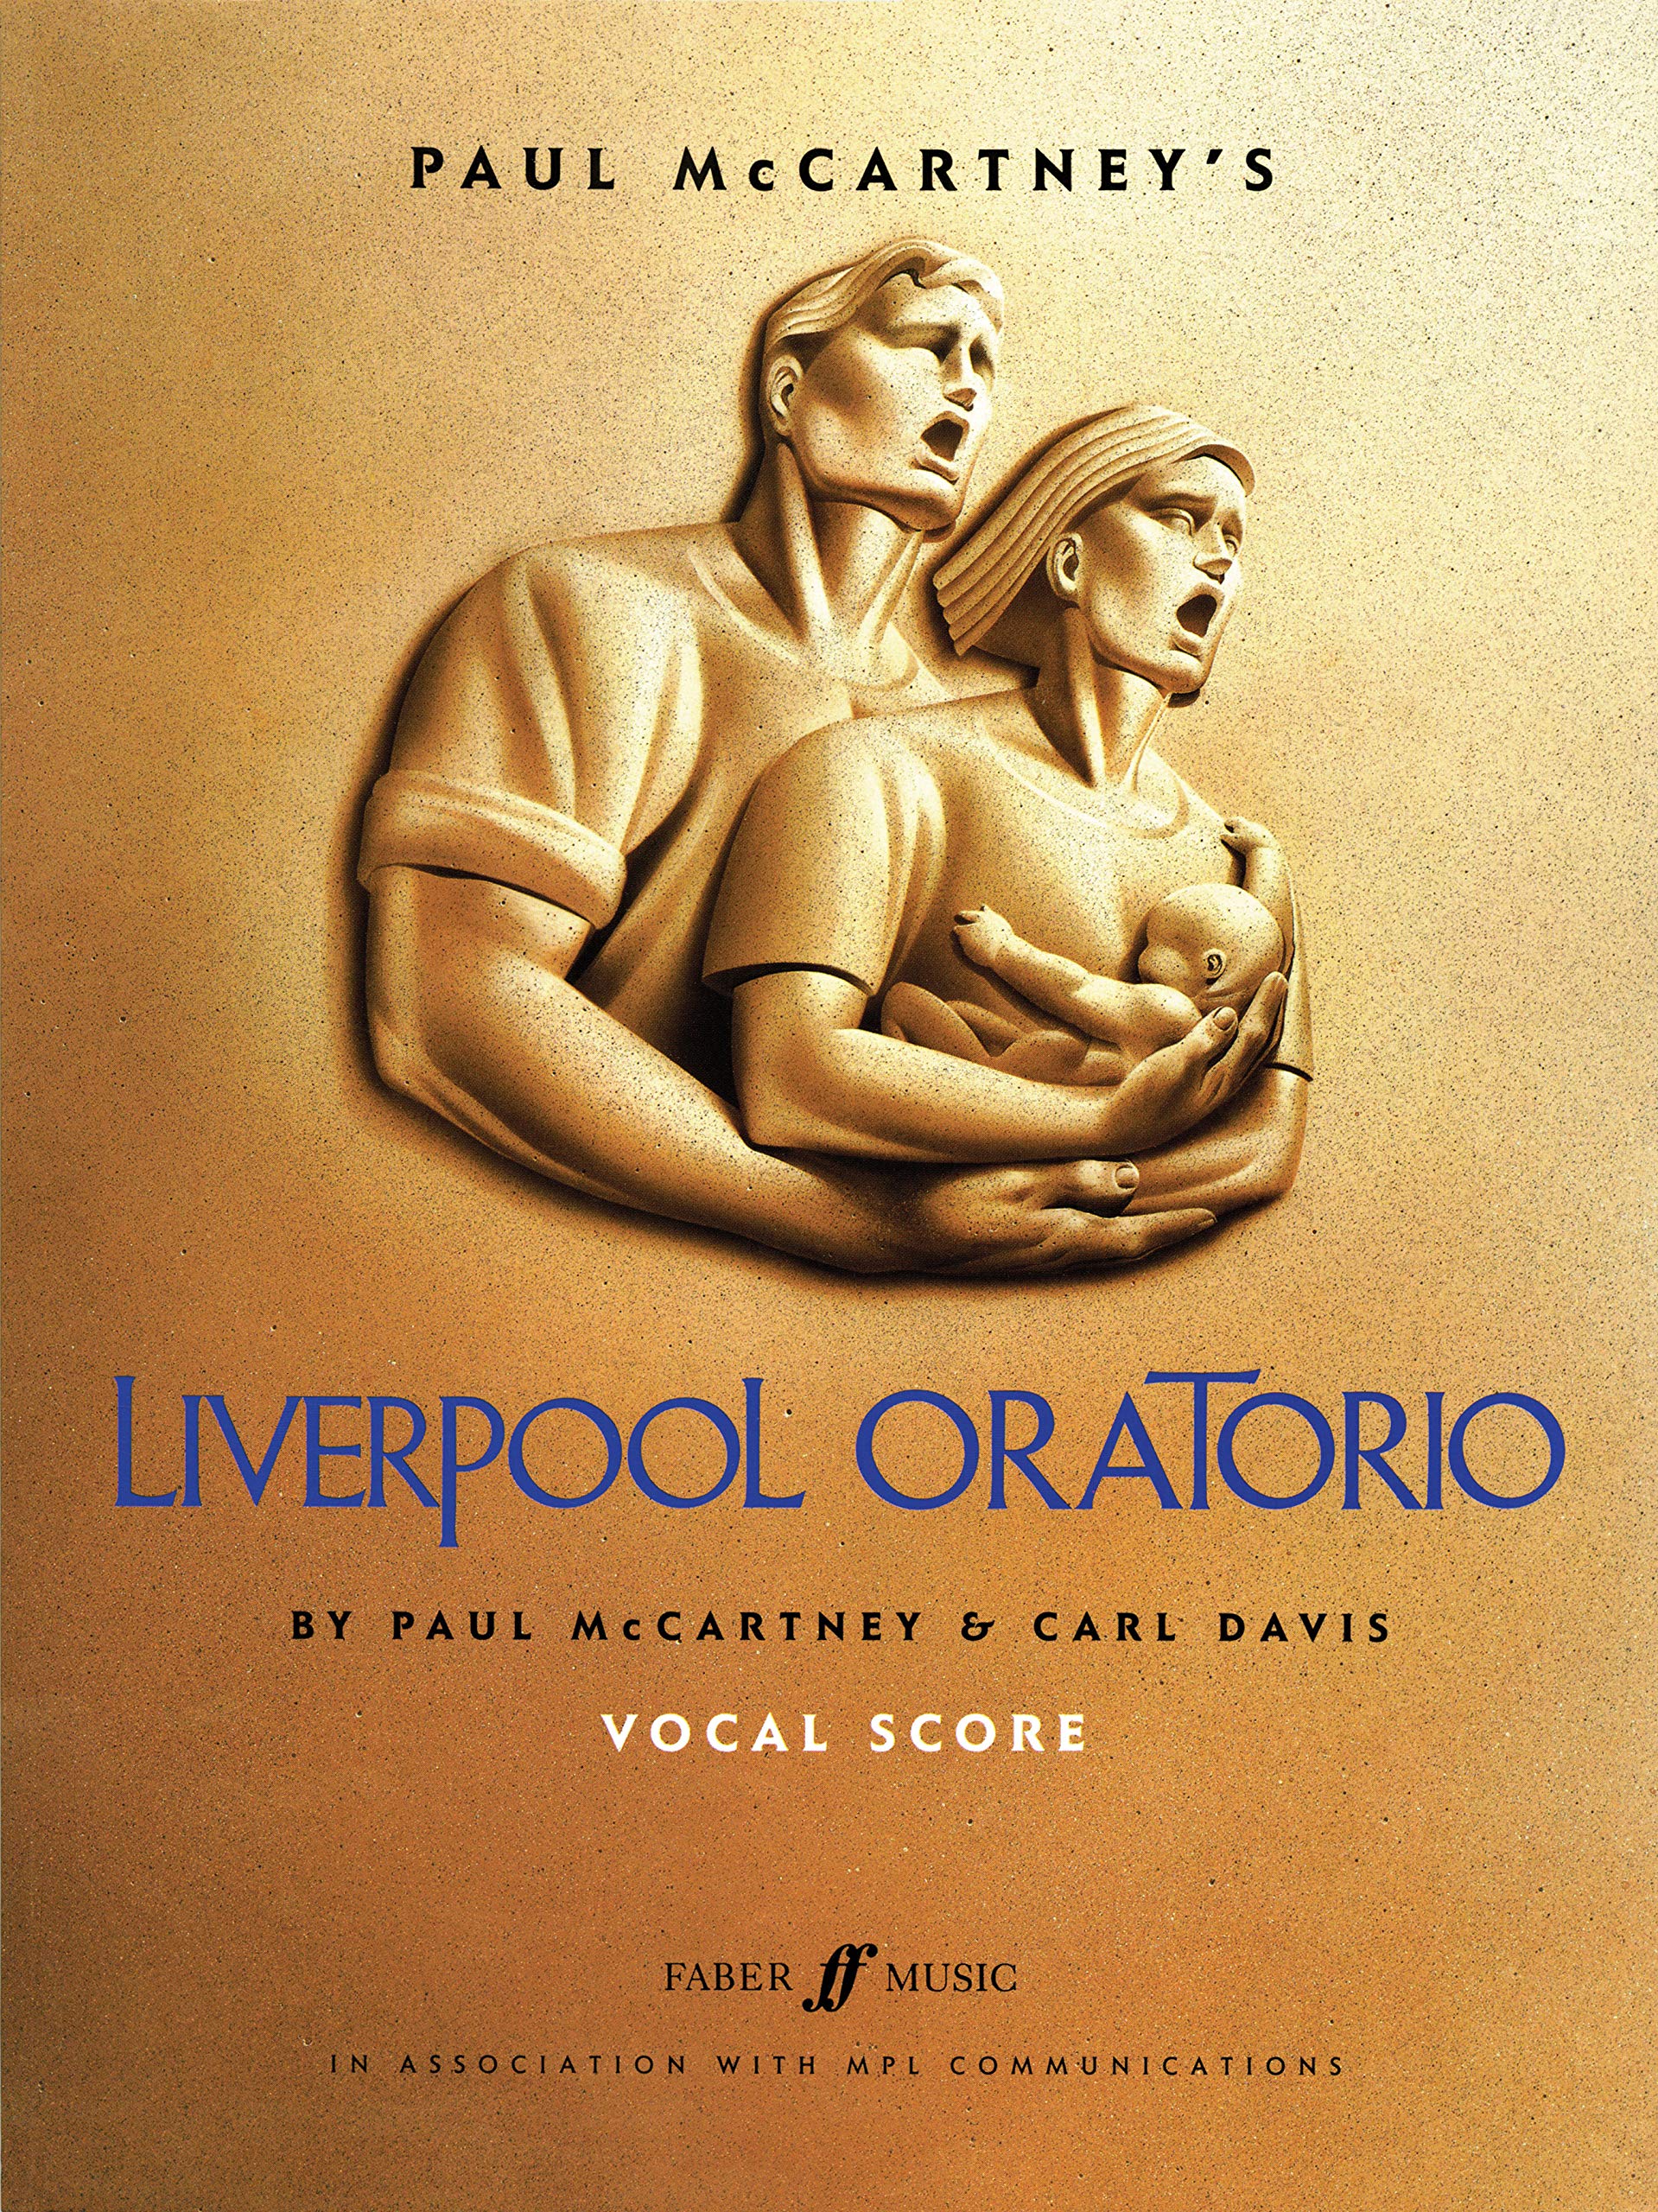 PAUL McCARTNEY'S
LIVERPOOL ORATORIO
BY PAUL McCARTNEY & CARL DAVIS
VOCAL SCORE
FABER ff MUSIC
IN ASSOCIATION WITH MPL COMMUNICATIONS